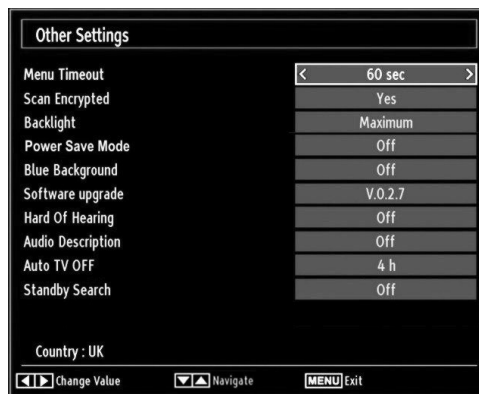 Other Settings
Menu Timeout < 60 sec >
Scan Encrypted Yes
Backlight Maximum
Power Save Mode Off
Blue Background Off
Software upgrade V.0.2.7
Hard Of Hearing Off
Audio Description Off
Auto TV OFF 4 h
Standby Search Off
Country : UK
Change Value Navigate MENU Exit